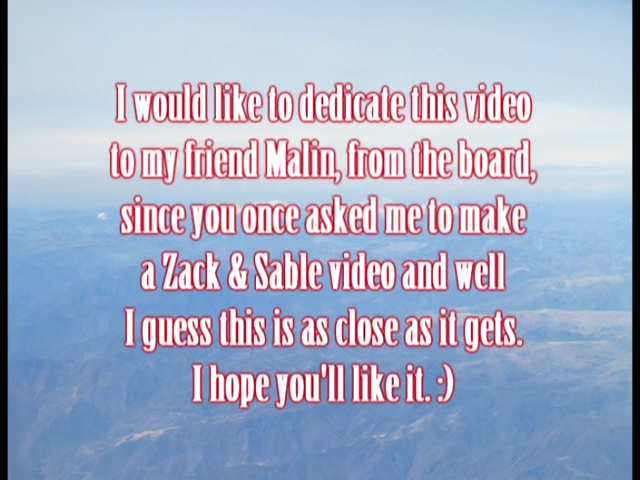 I would like to dedicate this video
to my friend Malin, from the board,
since you once asked me to make
a Zack & Sable video and well
I guess this is as close as it gets.
I hope you'll like it. :)